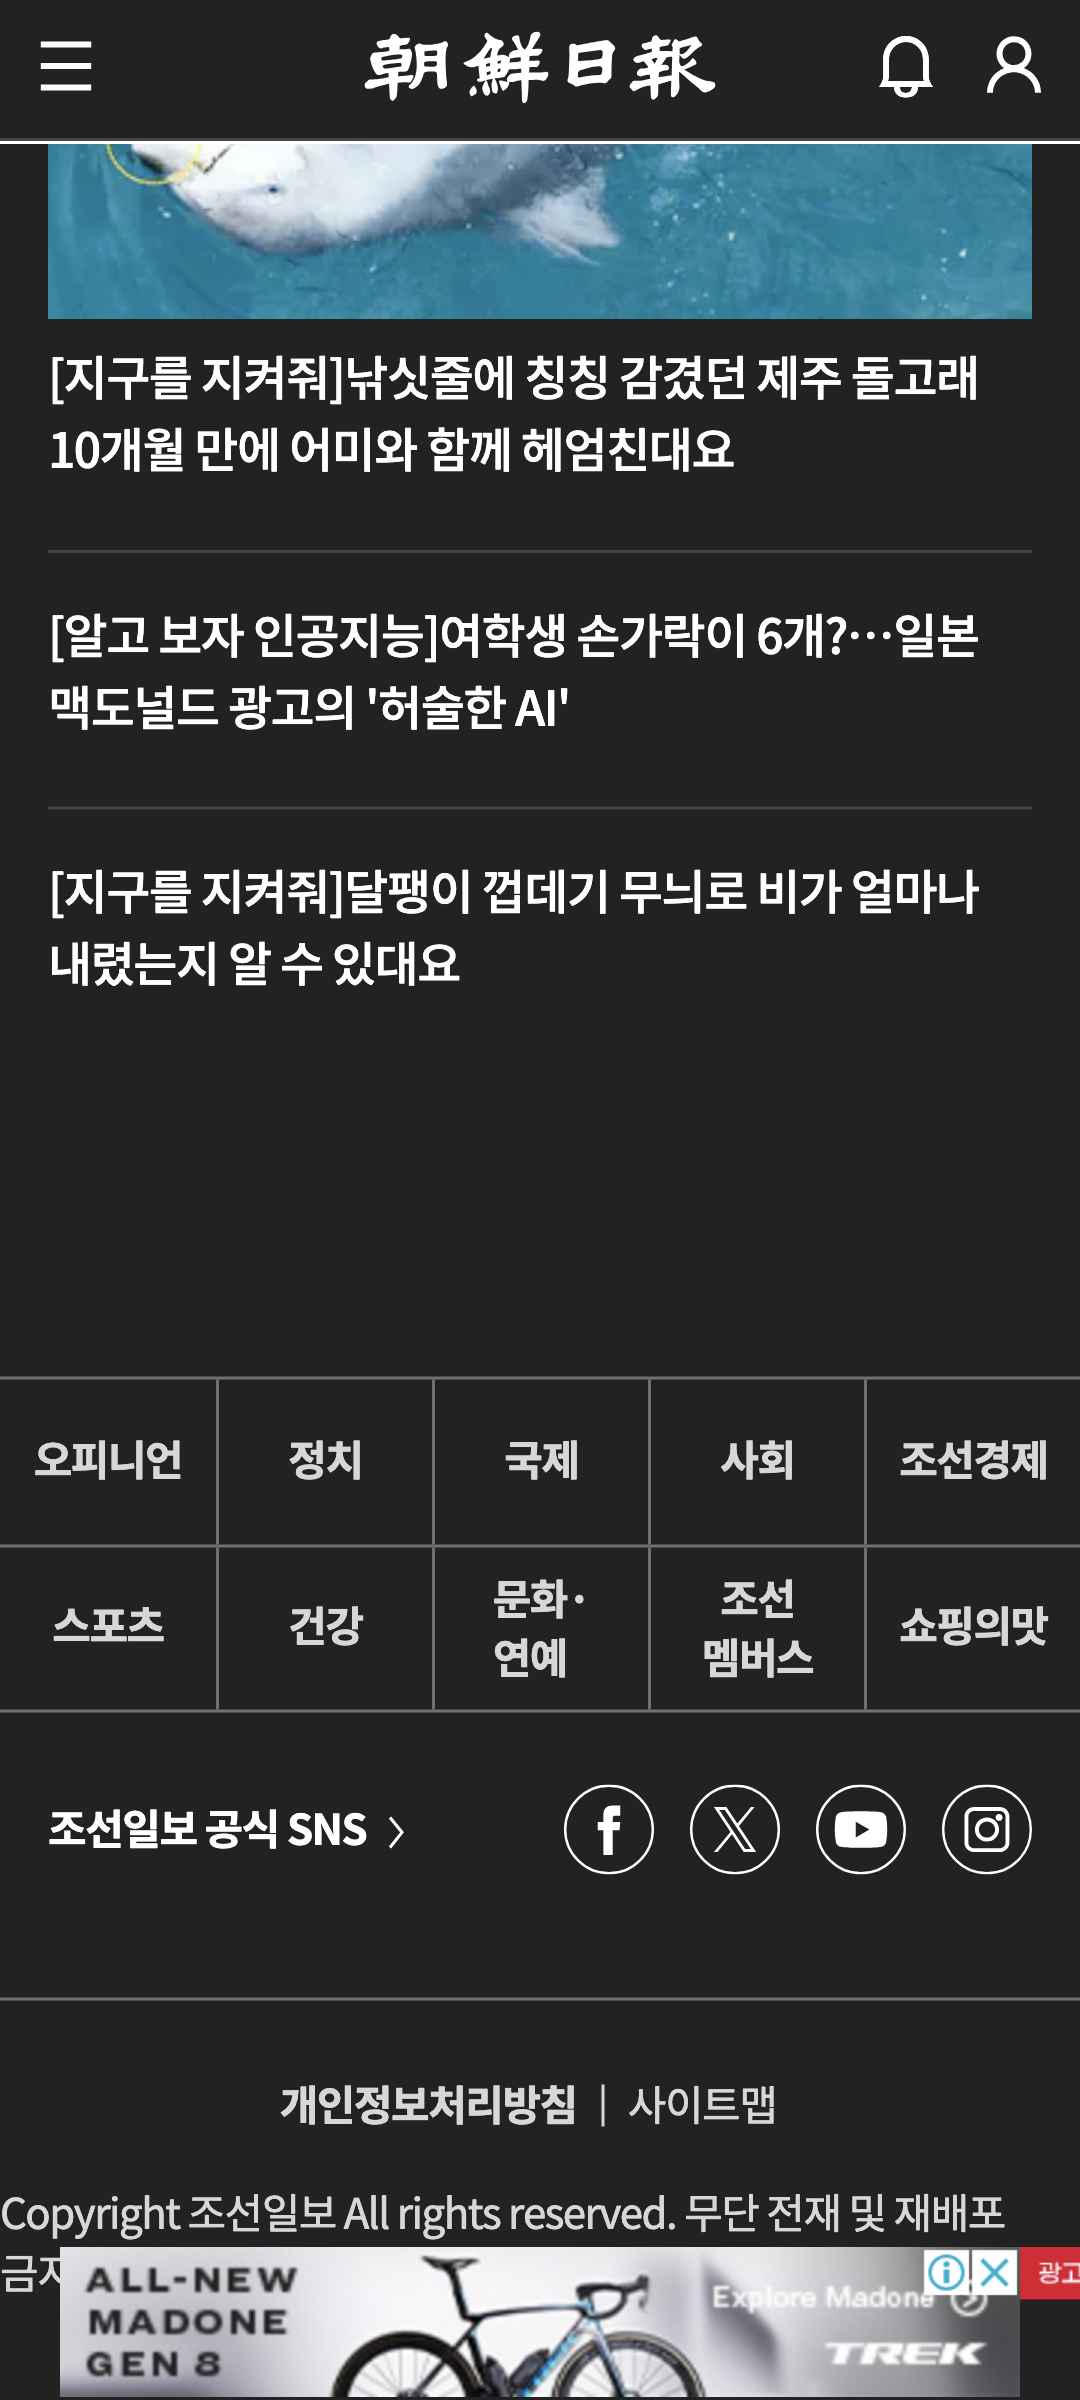 朝鮮日報
[지구를 지켜줘]낚싯줄에 칭칭 감겼던 제주 돌고래
10개월 만에 어미와 함께 헤엄친대요
[알고 보자 인공지능]여학생 손가락이 6개?…일본
맥도널드 광고의 '허술한 AI'
[지구를 지켜줘]달팽이 껍데기 무늬로 비가 얼마나
내렸는지 알 수 있대요
오피니언 정치 국제 사회 조선경제
스포츠 건강 문화· 조선 쇼핑의맛
연예 멤버스
조선일보 공식 SNS
개인정보처리방침 | 사이트맵
Copyright 조선일보 All rights reserved. 무단 전재 및 재배포
금지
ALL-NEW
MADONE
GEN 8
Explore Madone
TREK
광고